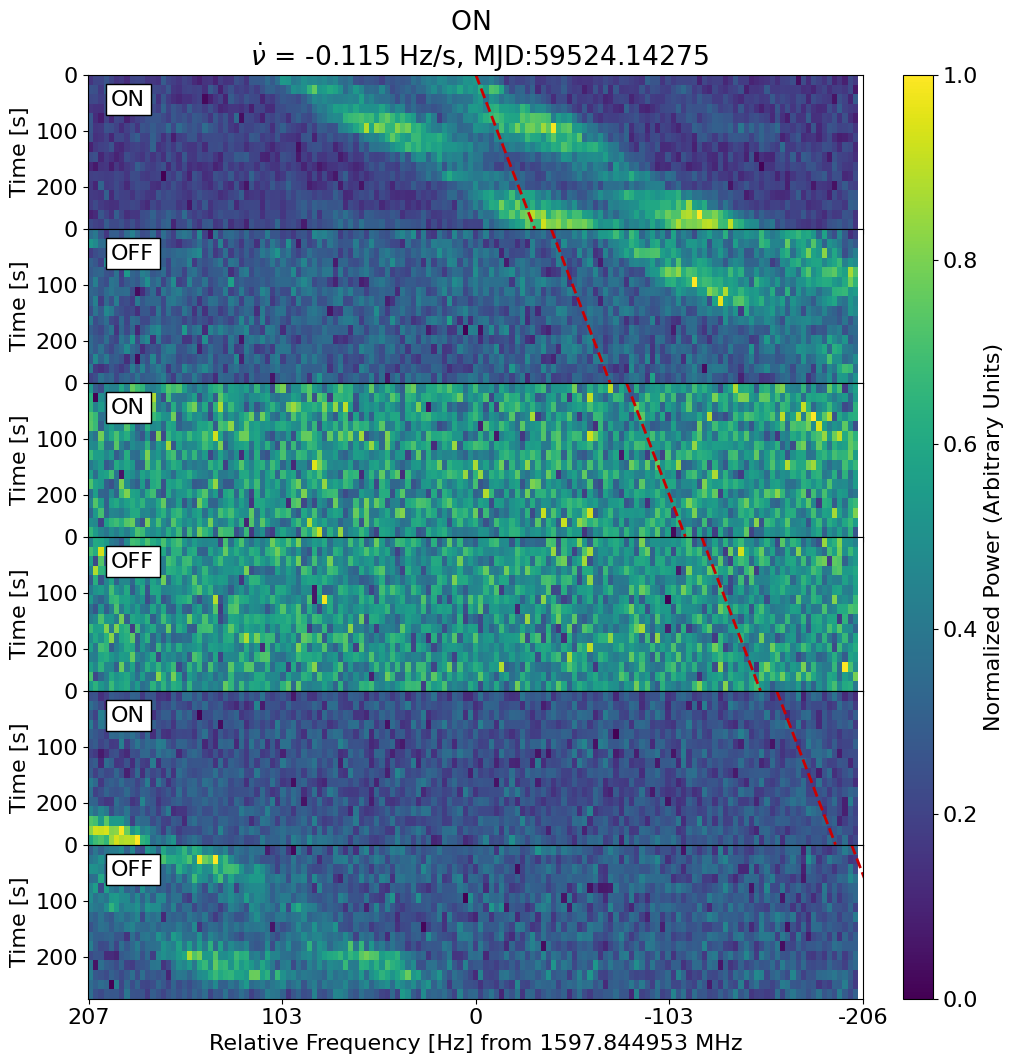 ON
ν̇ = -0.115 Hz/s, MJD:59524.14275
0
ON
100
200
Time [s]
0
OFF
100
200
Time [s]
0
ON
100
200
Time [s]
0
OFF
100
200
Time [s]
0
ON
100
200
Time [s]
0
OFF
100
200
Time [s]
207 103 0 -103 -206
Relative Frequency [Hz] from 1597.844953 MHz
1.0
0.8
0.6
0.4
0.2
0.0
Normalized Power (Arbitrary Units)